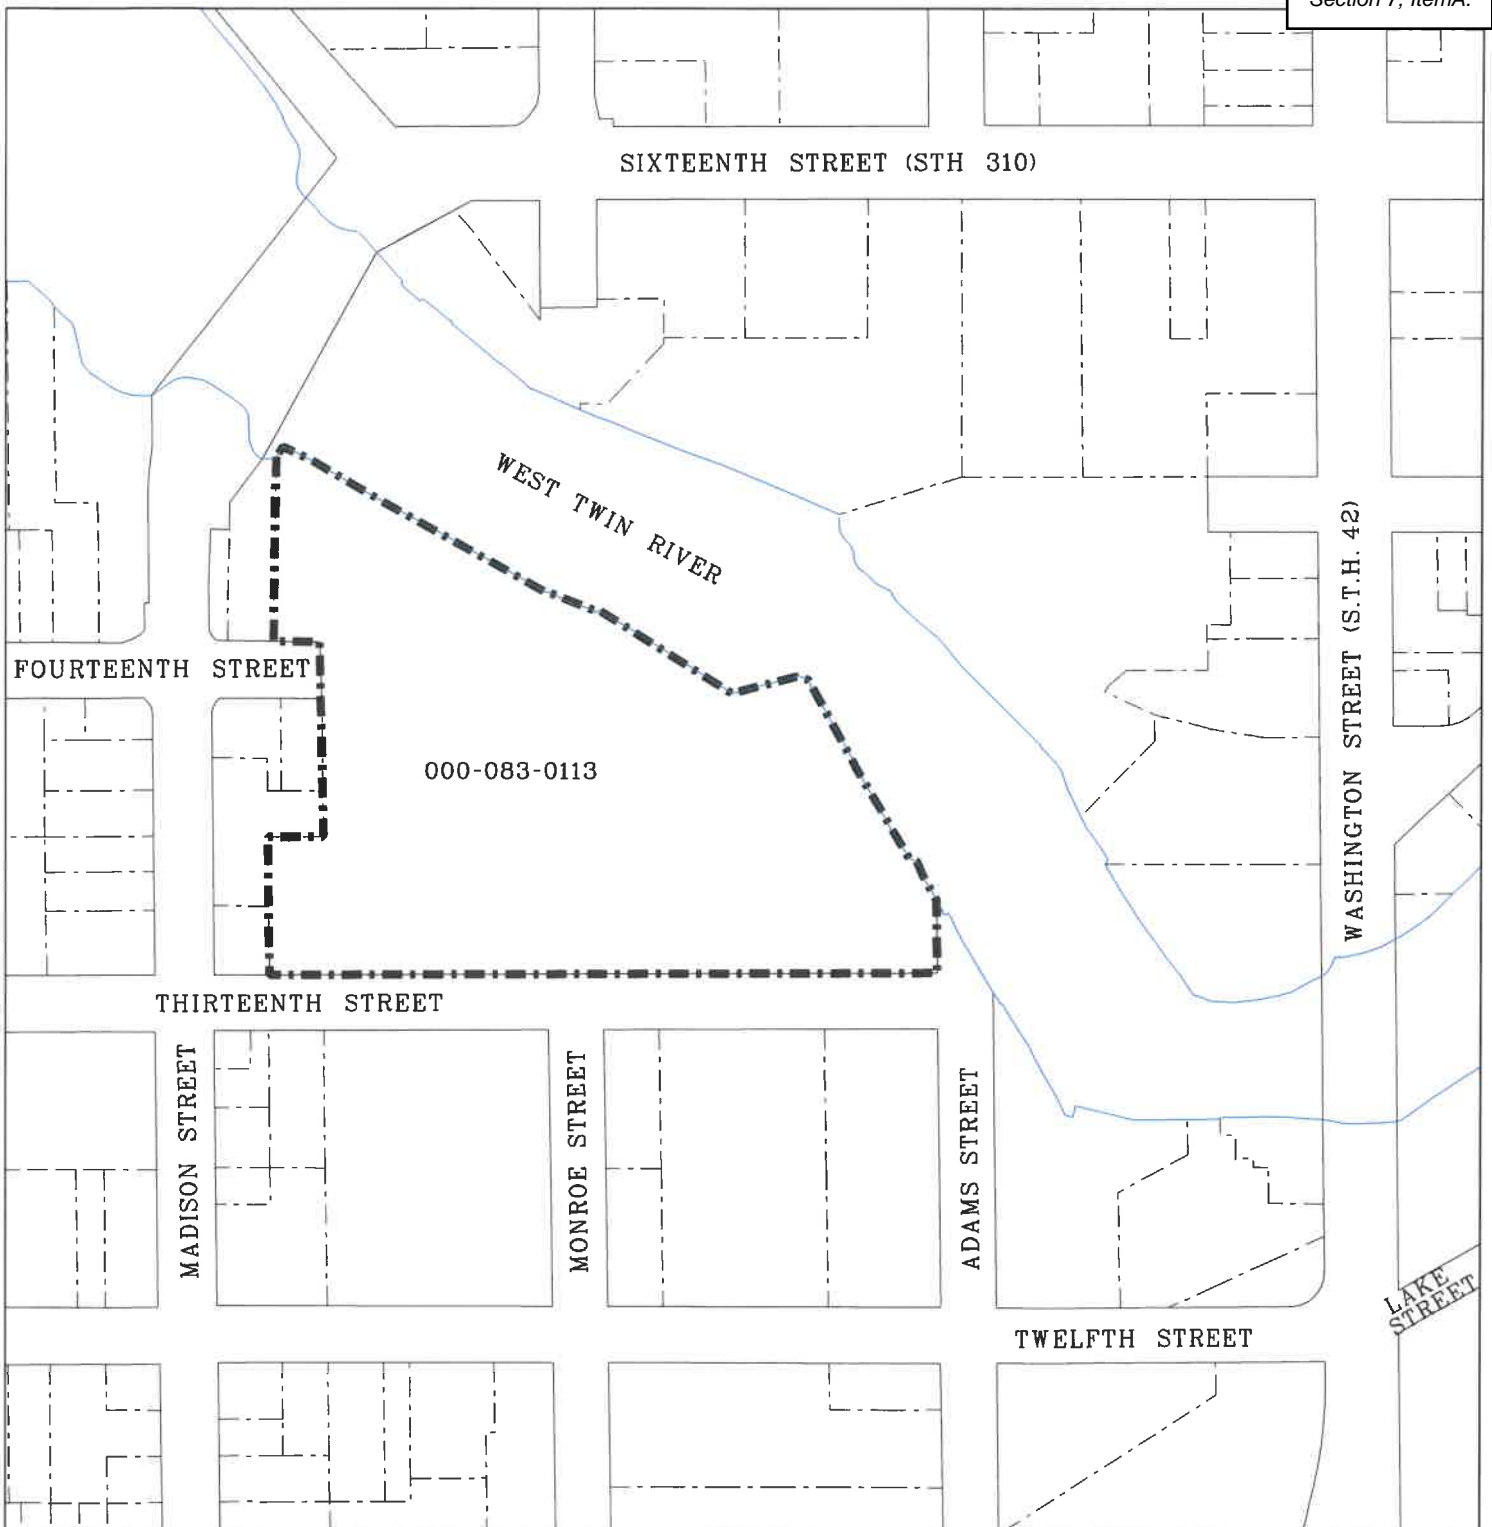 Section 7, ItemA.
SIXTEENTH STREET (STH 310)
WEST TWIN RIVER
WASHINGTON STREET (S.T.H. 42)
FOURTEENTH STREET
000-083-0113
THIRTEENTH STREET
MADISON STREET
MONROE STREET
ADAMS STREET
LAKE
STREET
TWELFTH STREET